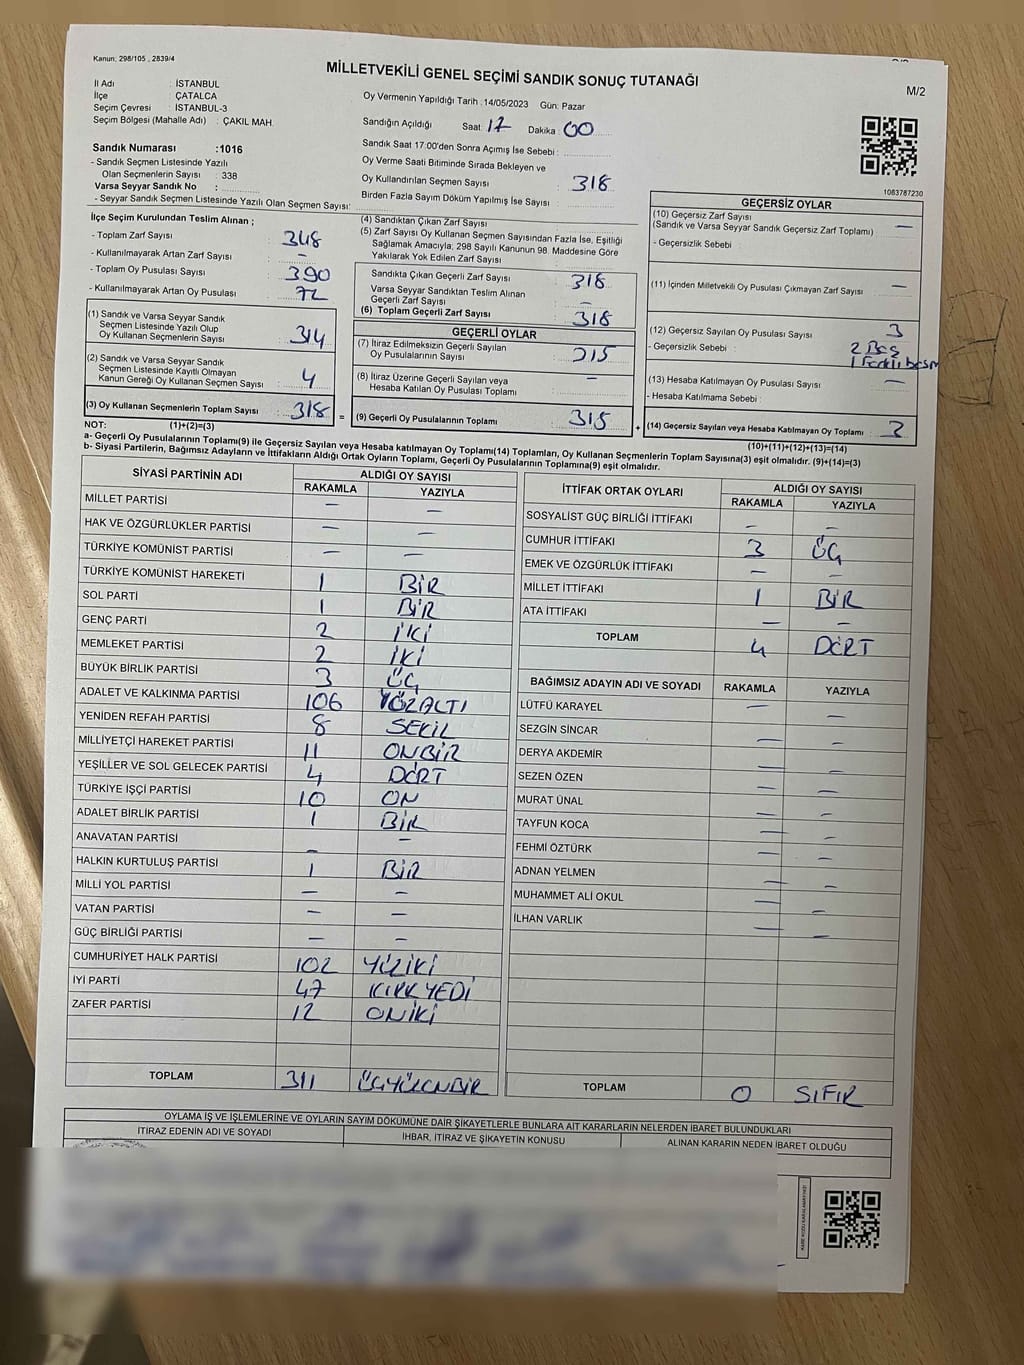 Kanun: 298/105 , 2839/4
MİLLETVEKİLİ GENEL SEÇİMİ SANDIK SONUÇ TUTANAĞI
M/2
İl Adı : İSTANBUL
İlçe : ÇATALCA
Seçim Çevresi : İSTANBUL-3
Seçim Bölgesi (Mahalle Adı) : ÇAKIL MAH.
Sandık Numarası :1016
- Sandık Seçmen Listesinde Yazılı
Olan Seçmenlerin Sayısı : 338
Varsa Seyyar Sandık No :
- Seyyar Sandık Seçmen Listesinde Yazılı Olan Seçmen Sayısı:
Oy Vermenin Yapıldığı Tarih :14/05/2023 Gün: Pazar
Sandığın Açıldığı Saat: 17 Dakika: 00
Sandık Saat 17:00'den Sonra Açımış İse Sebebi :
Oy Verme Saati Bitiminde Sırada Bekleyen ve
Oy Kullandırılan Seçmen Sayısı 318
Birden Fazla Sayım Döküm Yapılmış İse Sayısı :
1083787230
İlçe Seçim Kurulundan Teslim Alınan ;
- Toplam Zarf Sayısı : 348
- Kullanılmayarak Artan Zarf Sayısı : -
- Toplam Oy Pusulası Sayısı : 390
- Kullanılmayarak Artan Oy Pusulası : 72
(1) Sandık ve Varsa Seyyar Sandık
Seçmen Listesinde Yazılı Olup
Oy Kullanan Seçmenlerin Sayısı : 314
(2) Sandık ve Varsa Seyyar Sandık
Seçmen Listesinde Kayıtlı Olmayan
Kanun Gereği Oy Kullanan Seçmen Sayısı : 4
(3) Oy Kullanan Seçmenlerin Toplam Sayısı : 318 =
(4) Sandıktan Çıkan Zarf Sayısı
(5) Zarf Sayısı Oy Kullanan Seçmen Sayısından Fazla İse, Eşitliği
Sağlamak Amacıyla; 298 Sayılı Kanunun 98. Maddesine Göre
Yakılarak Yok Edilen Zarf Sayısı
Sandıkta Çıkan Geçerli Zarf Sayısı 318
Varsa Seyyar Sandıktan Teslim Alınan
Geçerli Zarf Sayısı -
(6) Toplam Geçerli Zarf Sayısı 318
GEÇERLİ OYLAR
(7) İtiraz Edilmeksizin Geçerli Sayılan
Oy Pusulalarının Sayısı : 315
(8) İtiraz Üzerine Geçerli Sayılan veya
Hesaba Katılan Oy Pusulası Toplamı : -
(9) Geçerli Oy Pusulalarının Toplamı : 315 +
GEÇERSİZ OYLAR
(10) Geçersiz Zarf Sayısı
(Sandık ve Varsa Seyyar Sandık Geçersiz Zarf Toplamı) -
- Geçersizlik Sebebi :
(11) İçinden Milletvekili Oy Pusulası Çıkmayan Zarf Sayısı -
(12) Geçersiz Sayılan Oy Pusulası Sayısı : 3
- Geçersizlik Sebebi : 2 Boş
1 Farklı basım
(13) Hesaba Katılmayan Oy Pusulası Sayısı : -
- Hesaba Katılmama Sebebi :
(14) Geçersiz Sayılan veya Hesaba Katılmayan Oy Toplamı : 3
NOT: (1)+(2)=(3) (10)+(11)+(12)+(13)=(14)
a- Geçerli Oy Pusulalarının Toplamı(9) ile Geçersiz Sayılan veya Hesaba katılmayan Oy Toplamı(14) Toplamları, Oy Kullanan Seçmenlerin Toplam Sayısına(3) eşit olmalıdır. (9)+(14)=(3)
b- Siyasi Partilerin, Bağımsız Adayların ve İttifakların Aldığı Ortak Oyların Toplamı, Geçerli Oy Pusulalarının Toplamına(9) eşit olmalıdır.
SİYASİ PARTİNİN ADI ALDIĞI OY SAYISI
RAKAMLA YAZIYLA
MİLLET PARTİSİ - -
HAK VE ÖZGÜRLÜKLER PARTİSİ - -
TÜRKİYE KOMÜNİST PARTİSİ - -
TÜRKİYE KOMÜNİST HAREKETİ 1 BİR
SOL PARTİ 1 BİR
GENÇ PARTİ 2 İKİ
MEMLEKET PARTİSİ 2 İKİ
BÜYÜK BİRLİK PARTİSİ 3 ÜÇ
ADALET VE KALKINMA PARTİSİ 106 YÜZALTI
YENİDEN REFAH PARTİSİ 8 SEKİZ
MİLLİYETÇİ HAREKET PARTİSİ 11 ONBİR
YEŞİLLER VE SOL GELECEK PARTİSİ 4 DÖRT
TÜRKİYE İŞÇİ PARTİSİ 10 ON
ADALET BİRLİK PARTİSİ 1 BİR
ANAVATAN PARTİSİ - -
HALKIN KURTULUŞ PARTİSİ 1 BİR
MİLLİ YOL PARTİSİ - -
VATAN PARTİSİ - -
GÜÇ BİRLİĞİ PARTİSİ - -
CUMHURİYET HALK PARTİSİ 102 YÜZİKİ
İYİ PARTİ 47 KIRKYEDİ
ZAFER PARTİSİ 12 ONİKİ
TOPLAM 311 ÜÇYÜZONBİR
İTTİFAK ORTAK OYLARI ALDIĞI OY SAYISI
RAKAMLA YAZIYLA
SOSYALİST GÜÇ BİRLİĞİ İTTİFAKI - -
CUMHUR İTTİFAKI 3 ÜÇ
EMEK VE ÖZGÜRLÜK İTTİFAKI - -
MİLLET İTTİFAKI 1 BİR
ATA İTTİFAKI - -
TOPLAM 4 DÖRT
BAĞIMSIZ ADAYIN ADI VE SOYADI RAKAMLA YAZIYLA
LÜTFÜ KARAYEL - -
SEZGİN SİNCAR - -
DERYA AKDEMİR - -
SEZEN ÖZEN - -
MURAT ÜNAL - -
TAYFUN KOCA - -
FEHMİ ÖZTÜRK - -
ADNAN YELMEN - -
MUHAMMET ALİ OKUL - -
İLHAN VARLIK - -
TOPLAM 0 SIFIR
OYLAMA İŞ VE İŞLEMLERİNE VE OYLARIN SAYIM DÖKÜMÜNE DAİR ŞİKAYETLERLE BUNLARA AİT KARARLARIN NELERDEN İBARET BULUNDUKLARI
İTİRAZ EDENİN ADI VE SOYADI İHBAR, İTİRAZ VE ŞİKAYETİN KONUSU ALINAN KARARIN NEDEN İBARET OLDUĞU